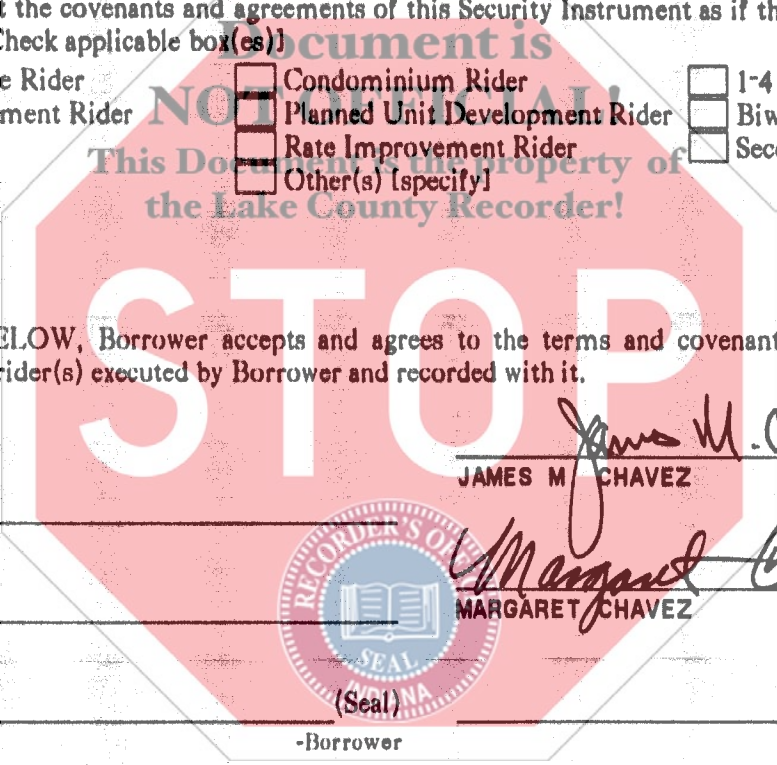 t the covenants and agreements of this Security Instrument as if th
Check applicable box(es)]
e Rider
Condominium Rider
1-4
ment Rider
Planned Unit Development Rider
Biw
Rate Improvement Rider
Seco
Other(s) [specify]
Document is
NOT OFFICIAL!
This Document is the property of
the Lake County Recorder!
STOP
ELOW, Borrower accepts and agrees to the terms and covenant
rider(s) executed by Borrower and recorded with it.
James M. C
JAMES M CHAVEZ
Margaret C
MARGARET CHAVEZ
RECORDER'S OF
SEAL
INDIANA
(Seal)
-Borrower